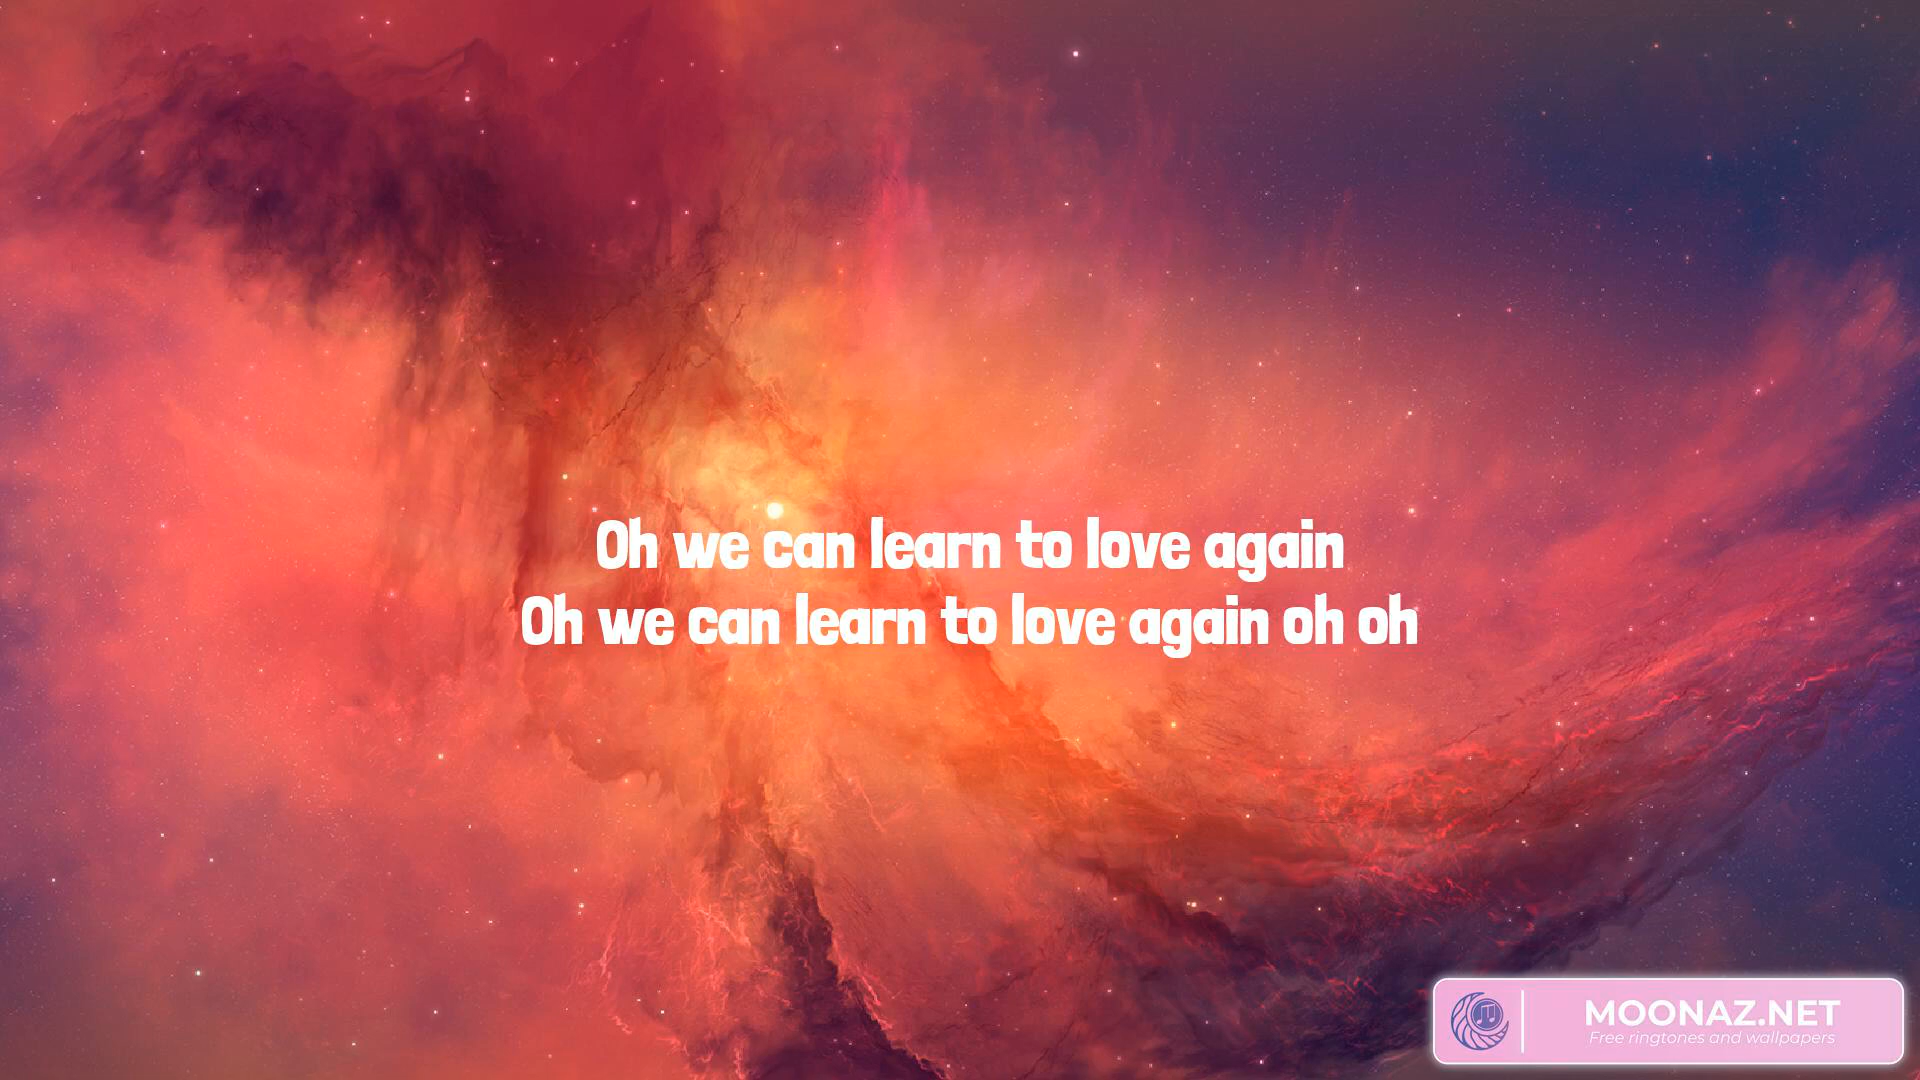 Oh we can learn to love again
Oh we can learn to love again oh oh
MOONAZ.NET
Free ringtones and wallpapers